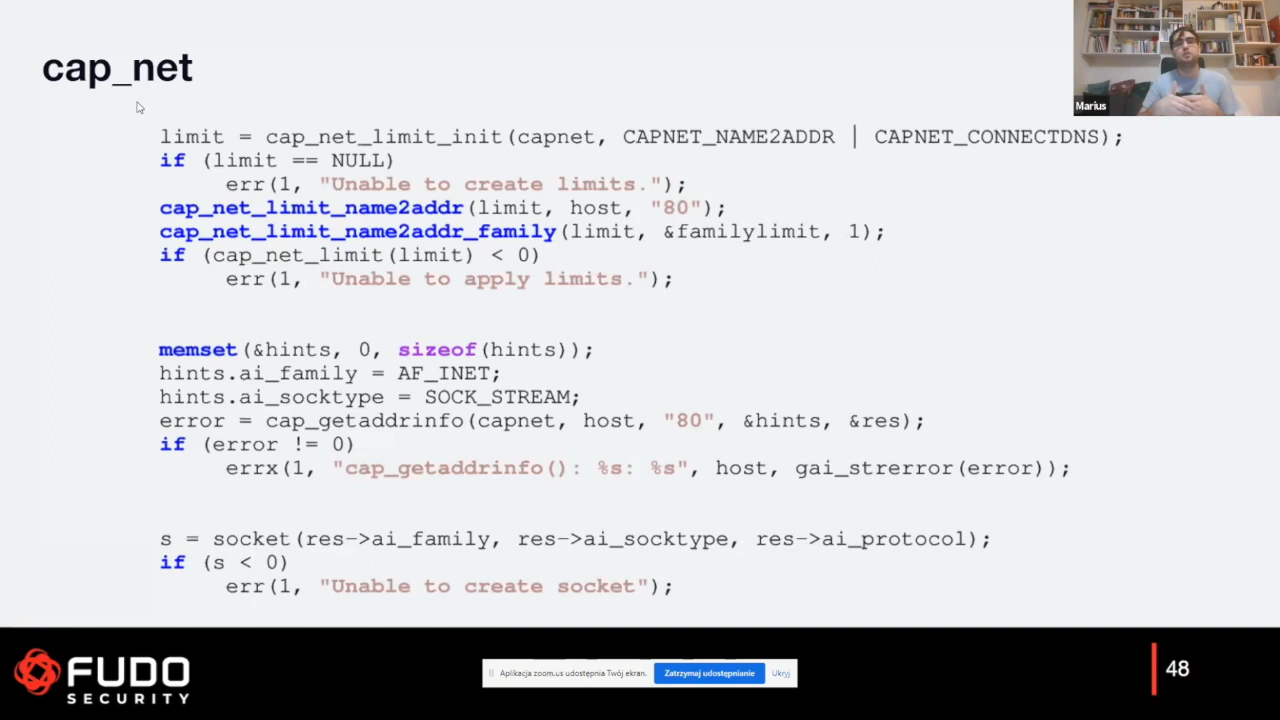 cap_net
Marius
limit = cap_net_limit_init(capnet, CAPNET_NAME2ADDR | CAPNET_CONNECTDNS);
if (limit == NULL)
err(1, "Unable to create limits.");
cap_net_limit_name2addr(limit, host, "80");
cap_net_limit_name2addr_family(limit, &familylimit, 1);
if (cap_net_limit(limit) < 0)
err(1, "Unable to apply limits.");
memset(&hints, 0, sizeof(hints));
hints.ai_family = AF_INET;
hints.ai_socktype = SOCK_STREAM;
error = cap_getaddrinfo(capnet, host, "80", &hints, &res);
if (error != 0)
errx(1, "cap_getaddrinfo(): %s: %s", host, gai_strerror(error));
s = socket(res->ai_family, res->ai_socktype, res->ai_protocol);
if (s < 0)
err(1, "Unable to create socket");
FUDO
SECURITY
Aplikacja zoom.us udostępnia Twój ekran.
Zatrzymaj udostępnianie
Ukryj
48